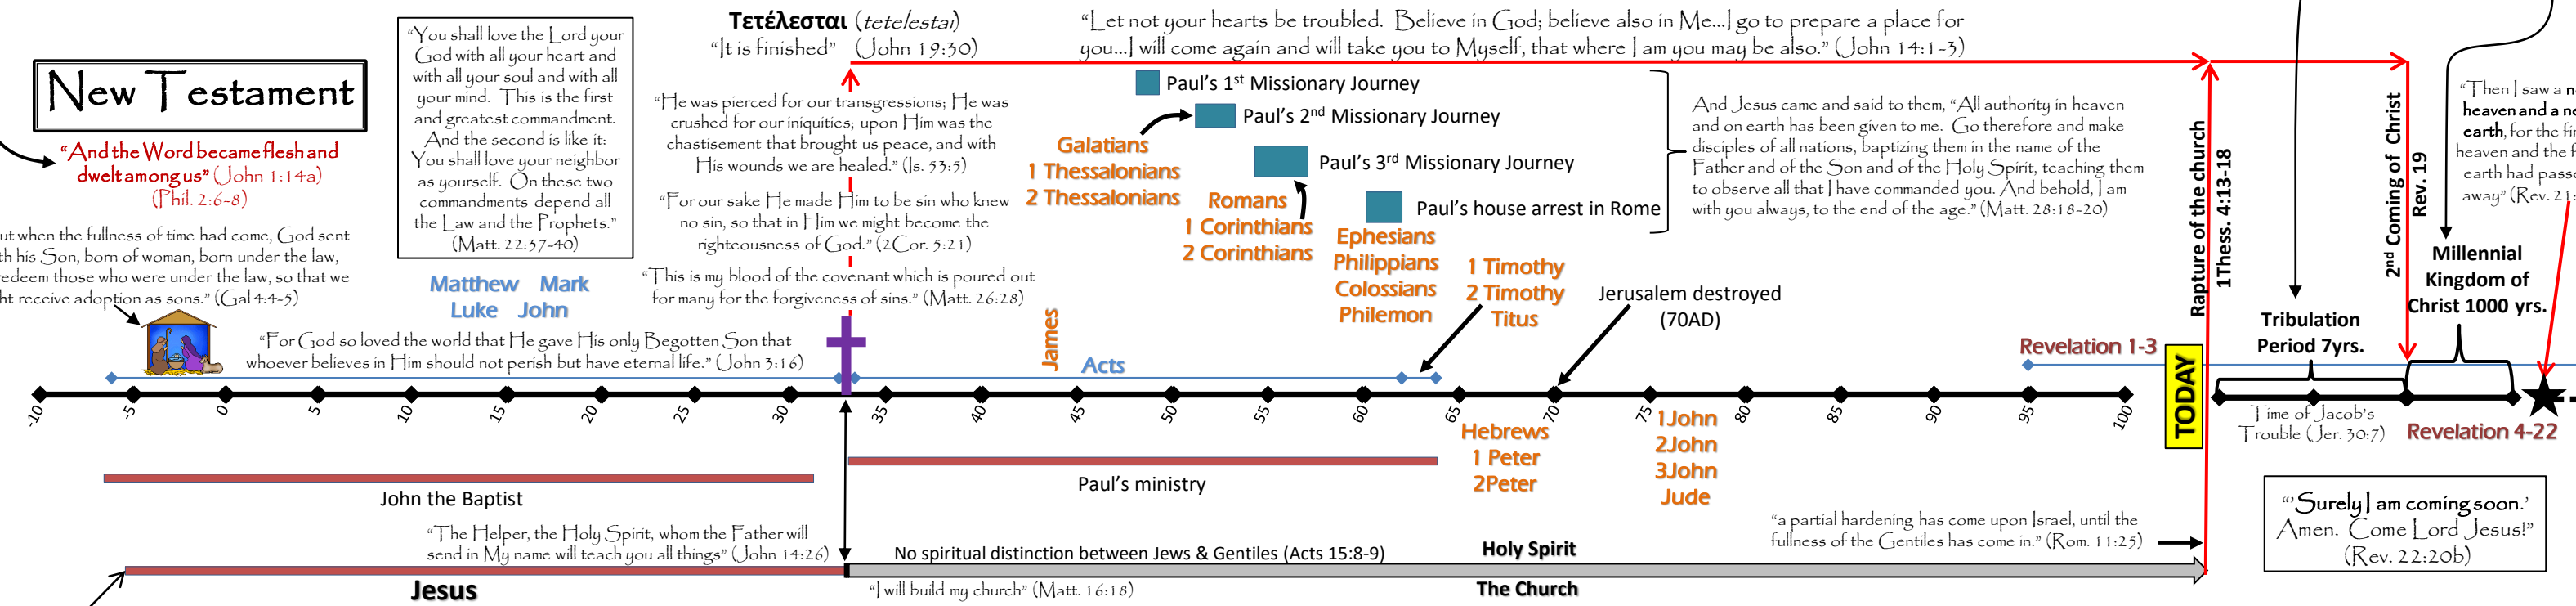 New Testament
“And the Word became flesh and
dwelt among us” (John 1:14a)
(Phil. 2:6-8)
ut when the fullness of time had come, God sent
th his Son, born of woman, born under the law,
redeem those who were under the law, so that we
ht receive adoption as sons.” (Gal 4:4-5)
“You shall love the Lord your
God with all your heart and
with all your soul and with all
your mind. This is the first
and greatest commandment.
And the second is like it:
You shall love your neighbor
as yourself. On these two
commandments depend all
the Law and the Prophets.”
(Matt. 22:37-40)
Matthew Mark
Luke John
“For God so loved the world that He gave His only Begotten Son that
whoever believes in Him should not perish but have eternal life.” (John 3:16)
Τετέλεσται (tetelestai)
“It is finished” (John 19:30)
“He was pierced for our transgressions; He was
crushed for our iniquities; upon Him was the
chastisement that brought us peace, and with
His wounds we are healed.” (Is. 53:5)
“For our sake He made Him to be sin who knew
no sin, so that in Him we might become the
righteousness of God.” (2Cor. 5:21)
“This is my blood of the covenant which is poured out
for many for the forgiveness of sins.” (Matt. 26:28)
“Let not your hearts be troubled. Believe in God; believe also in Me...I go to prepare a place for
you...I will come again and will take you to Myself, that where I am you may be also.” (John 14:1-3)
Paul’s 1st Missionary Journey
Paul’s 2nd Missionary Journey
Paul’s 3rd Missionary Journey
Paul’s house arrest in Rome
Galatians
1 Thessalonians
2 Thessalonians
Romans
1 Corinthians
2 Corinthians
Ephesians
Philippians
Colossians
Philemon
1 Timothy
2 Timothy
Titus
James
Acts
Jerusalem destroyed
(70AD)
And Jesus came and said to them, “All authority in heaven
and on earth has been given to me. Go therefore and make
disciples of all nations, baptizing them in the name of the
Father and of the Son and of the Holy Spirit, teaching them
to observe all that I have commanded you. And behold, I am
with you always, to the end of the age.” (Matt. 28:18-20)
Rapture of the church
1Thess. 4:13-18
2nd Coming of Christ
Rev. 19
“Then I saw a n
heaven and a ne
earth, for the fir
heaven and the f
earth had passe
away” (Rev. 21:
Millennial
Kingdom of
Christ 1000 yrs.
Tribulation
Period 7yrs.
Revelation 1-3
TODAY
-10 -5 0 5 10 15 20 25 30 35 40 45 50 55 60 65 70 75 80 85 90 95 100
Time of Jacob’s
Trouble (Jer. 30:7)
Revelation 4-22
Hebrews
1 Peter
2Peter
1John
2John
3John
Jude
John the Baptist
Paul’s ministry
“The Helper, the Holy Spirit, whom the Father will
send in My name will teach you all things” (John 14:26)
Jesus
No spiritual distinction between Jews & Gentiles (Acts 15:8-9)
Holy Spirit
“I will build my church” (Matt. 16:18)
The Church
“a partial hardening has come upon Israel, until the
fullness of the Gentiles has come in.” (Rom. 11:25)
“‘Surely I am coming soon.’
Amen. Come Lord Jesus!”
(Rev. 22:20b)